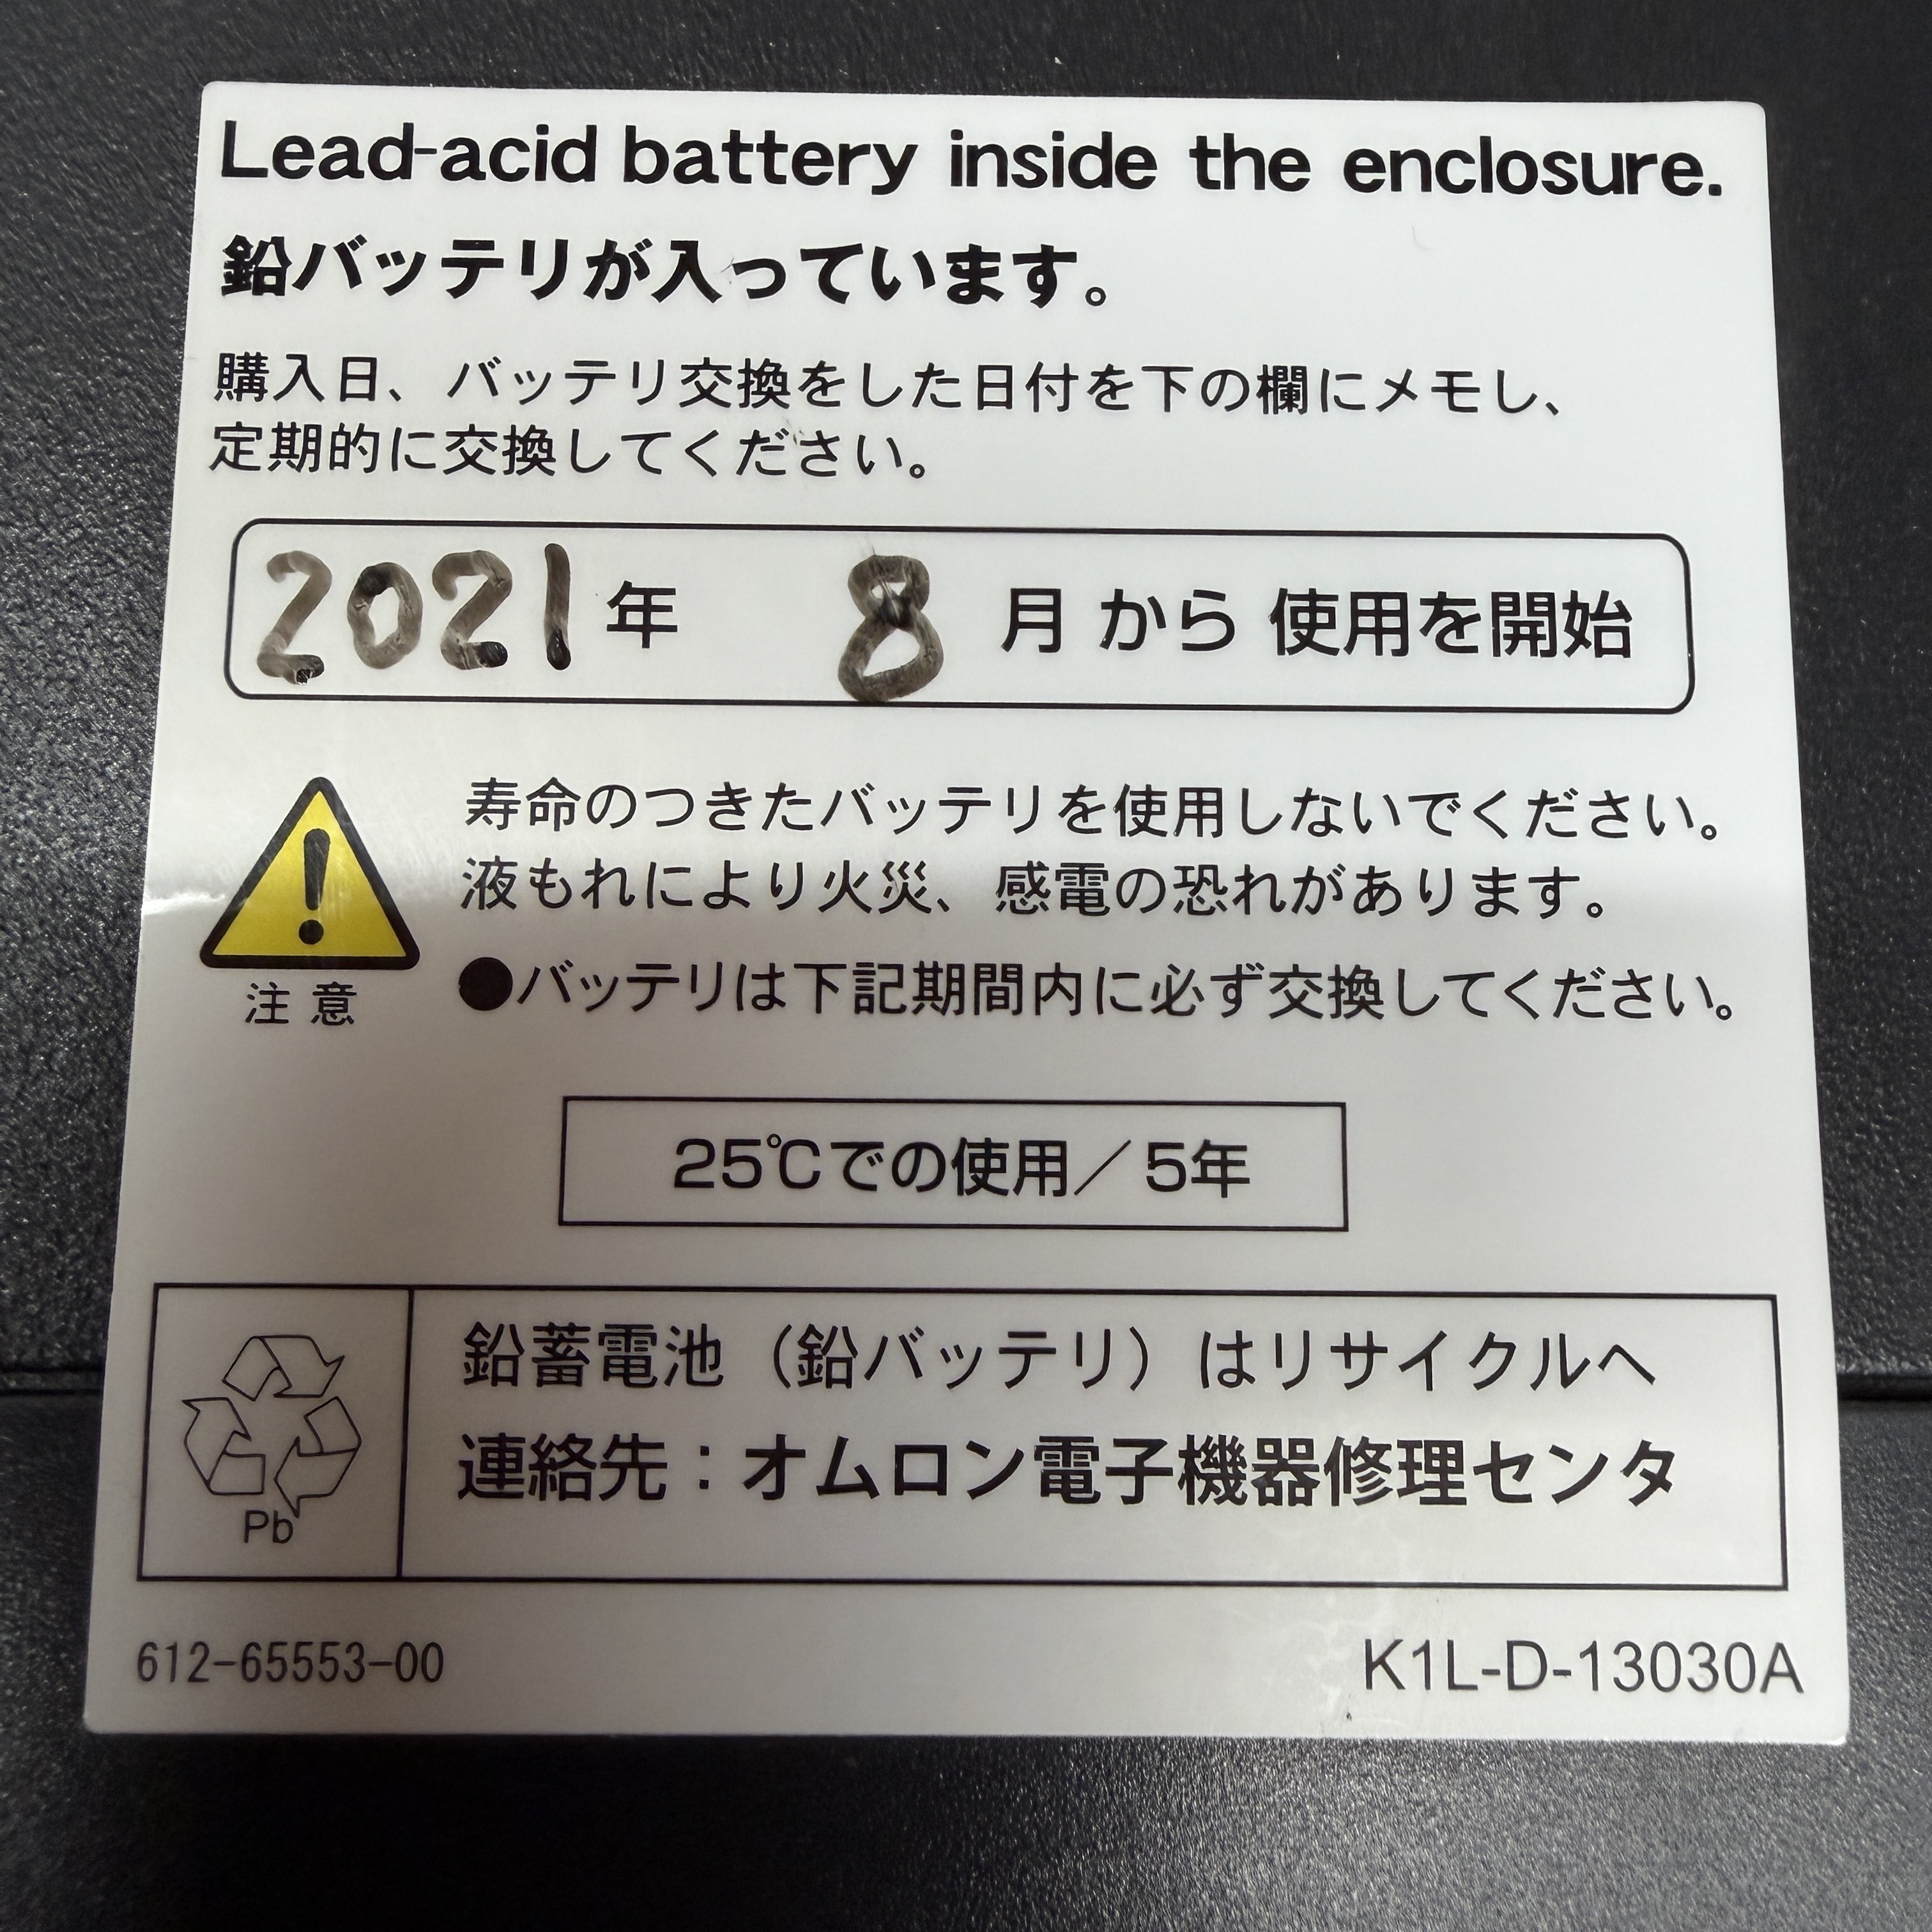 Lead-acid battery inside the enclosure.
鉛バッテリが入っています。
購入日、バッテリ交換をした日付を下の欄にメモし、
定期的に交換してください。
2021年 8月から使用を開始
寿命のつきたバッテリを使用しないでください。
液もれにより火災、感電の恐れがあります。
注意
●バッテリは下記期間内に必ず交換してください。
25℃での使用／5年
鉛蓄電池（鉛バッテリ）はリサイクルへ
連絡先：オムロン電子機器修理センタ
Pb
612-65553-00
K1L-D-13030A